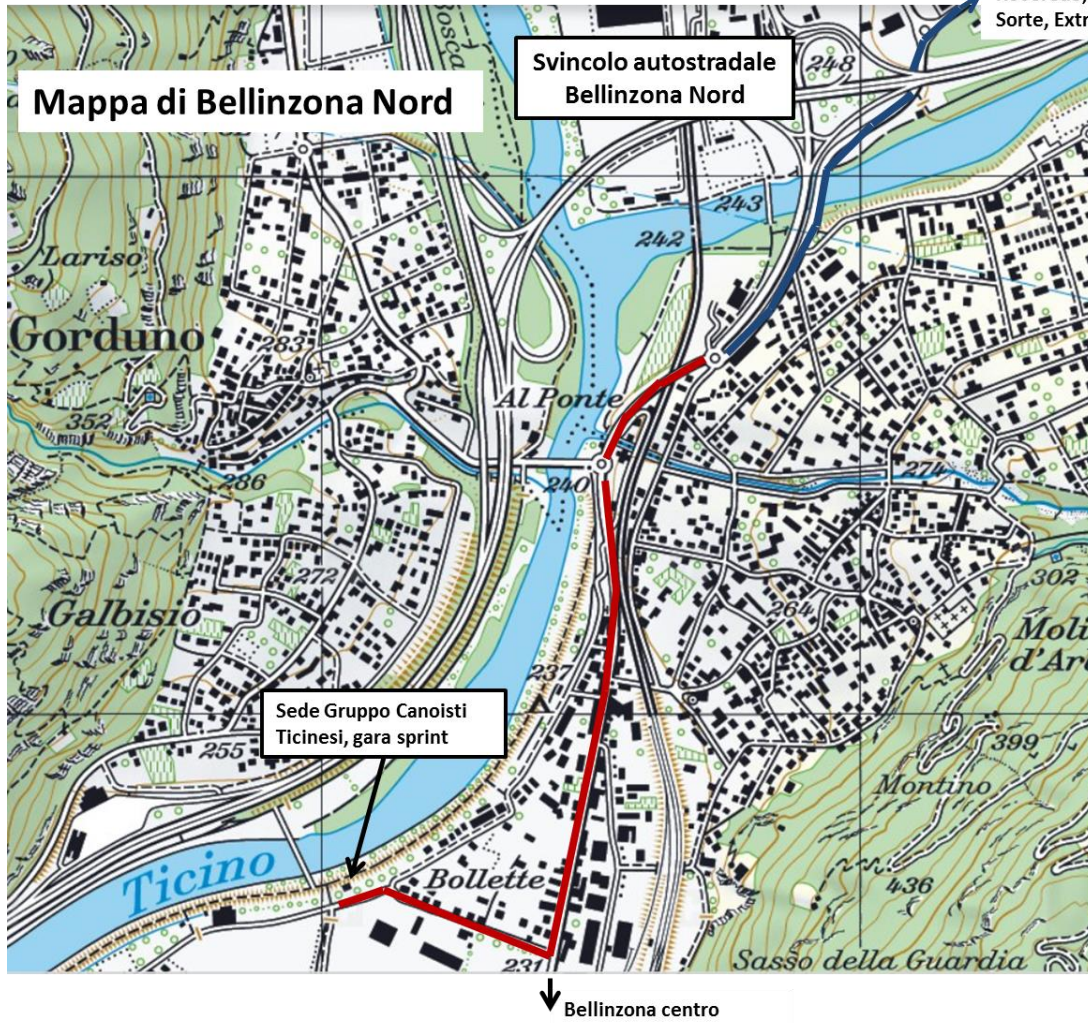 Sorte, Extr
Bosca
Svincolo autostradale
Bellinzona Nord
248
Mappa di Bellinzona Nord
243
242
Lariso
Gorduno
283
Al Ponte
352
286
240
274
272
302
Galbisio
264
Mol
d'Ar
237
Sede Gruppo Canoisti
Ticinesi, gara sprint
255
399
Montino
Ticino
Bollette
436
231
Sasso della Guardia
Bellinzona centro